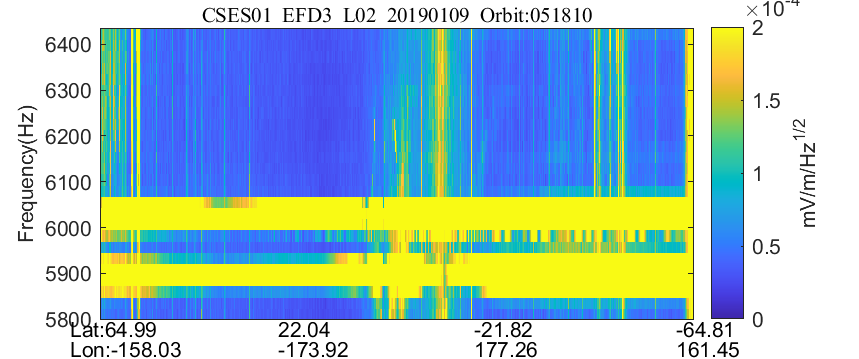 CSES01 EFD3 L02 20190109 Orbit:051810
×10⁻⁴
Frequency(Hz)
6400
6300
6200
6100
6000
5900
5800
2
1.5
1
0.5
0
mV/m/Hz^1/2
Lat:64.99 22.04 -21.82 -64.81
Lon:-158.03 -173.92 177.26 161.45